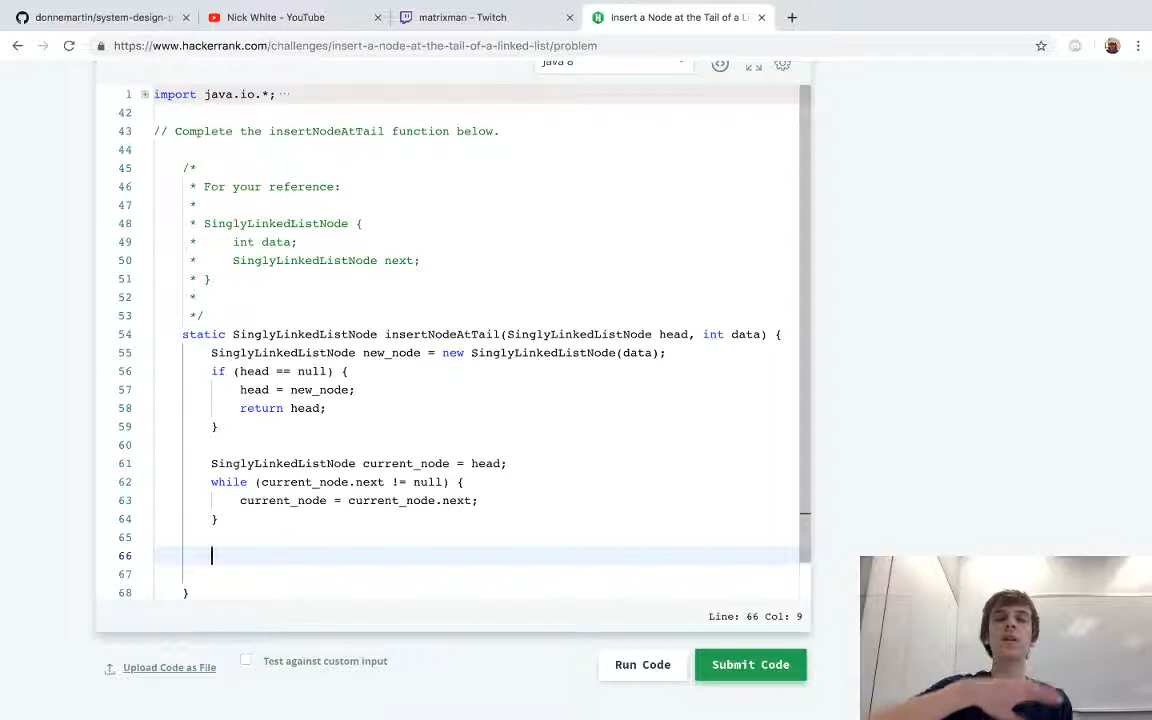 donnemartin/system-design-p
Nick White - YouTube
matrixman - Twitch
Insert a Node at the Tail of a Li
https://www.hackerrank.com/challenges/insert-a-node-at-the-tail-of-a-linked-list/problem
Java 8
1 import java.io.*; ···
42
43 // Complete the insertNodeAtTail function below.
44
45 /*
46 * For your reference:
47 *
48 * SinglyLinkedListNode {
49 * int data;
50 * SinglyLinkedListNode next;
51 * }
52 *
53 */
54 static SinglyLinkedListNode insertNodeAtTail(SinglyLinkedListNode head, int data) {
55 SinglyLinkedListNode new_node = new SinglyLinkedListNode(data);
56 if (head == null) {
57 head = new_node;
58 return head;
59 }
60
61 SinglyLinkedListNode current_node = head;
62 while (current_node.next != null) {
63 current_node = current_node.next;
64 }
65
66
67
68 }
Line: 66 Col: 9
Upload Code as File
Test against custom input
Run Code
Submit Code